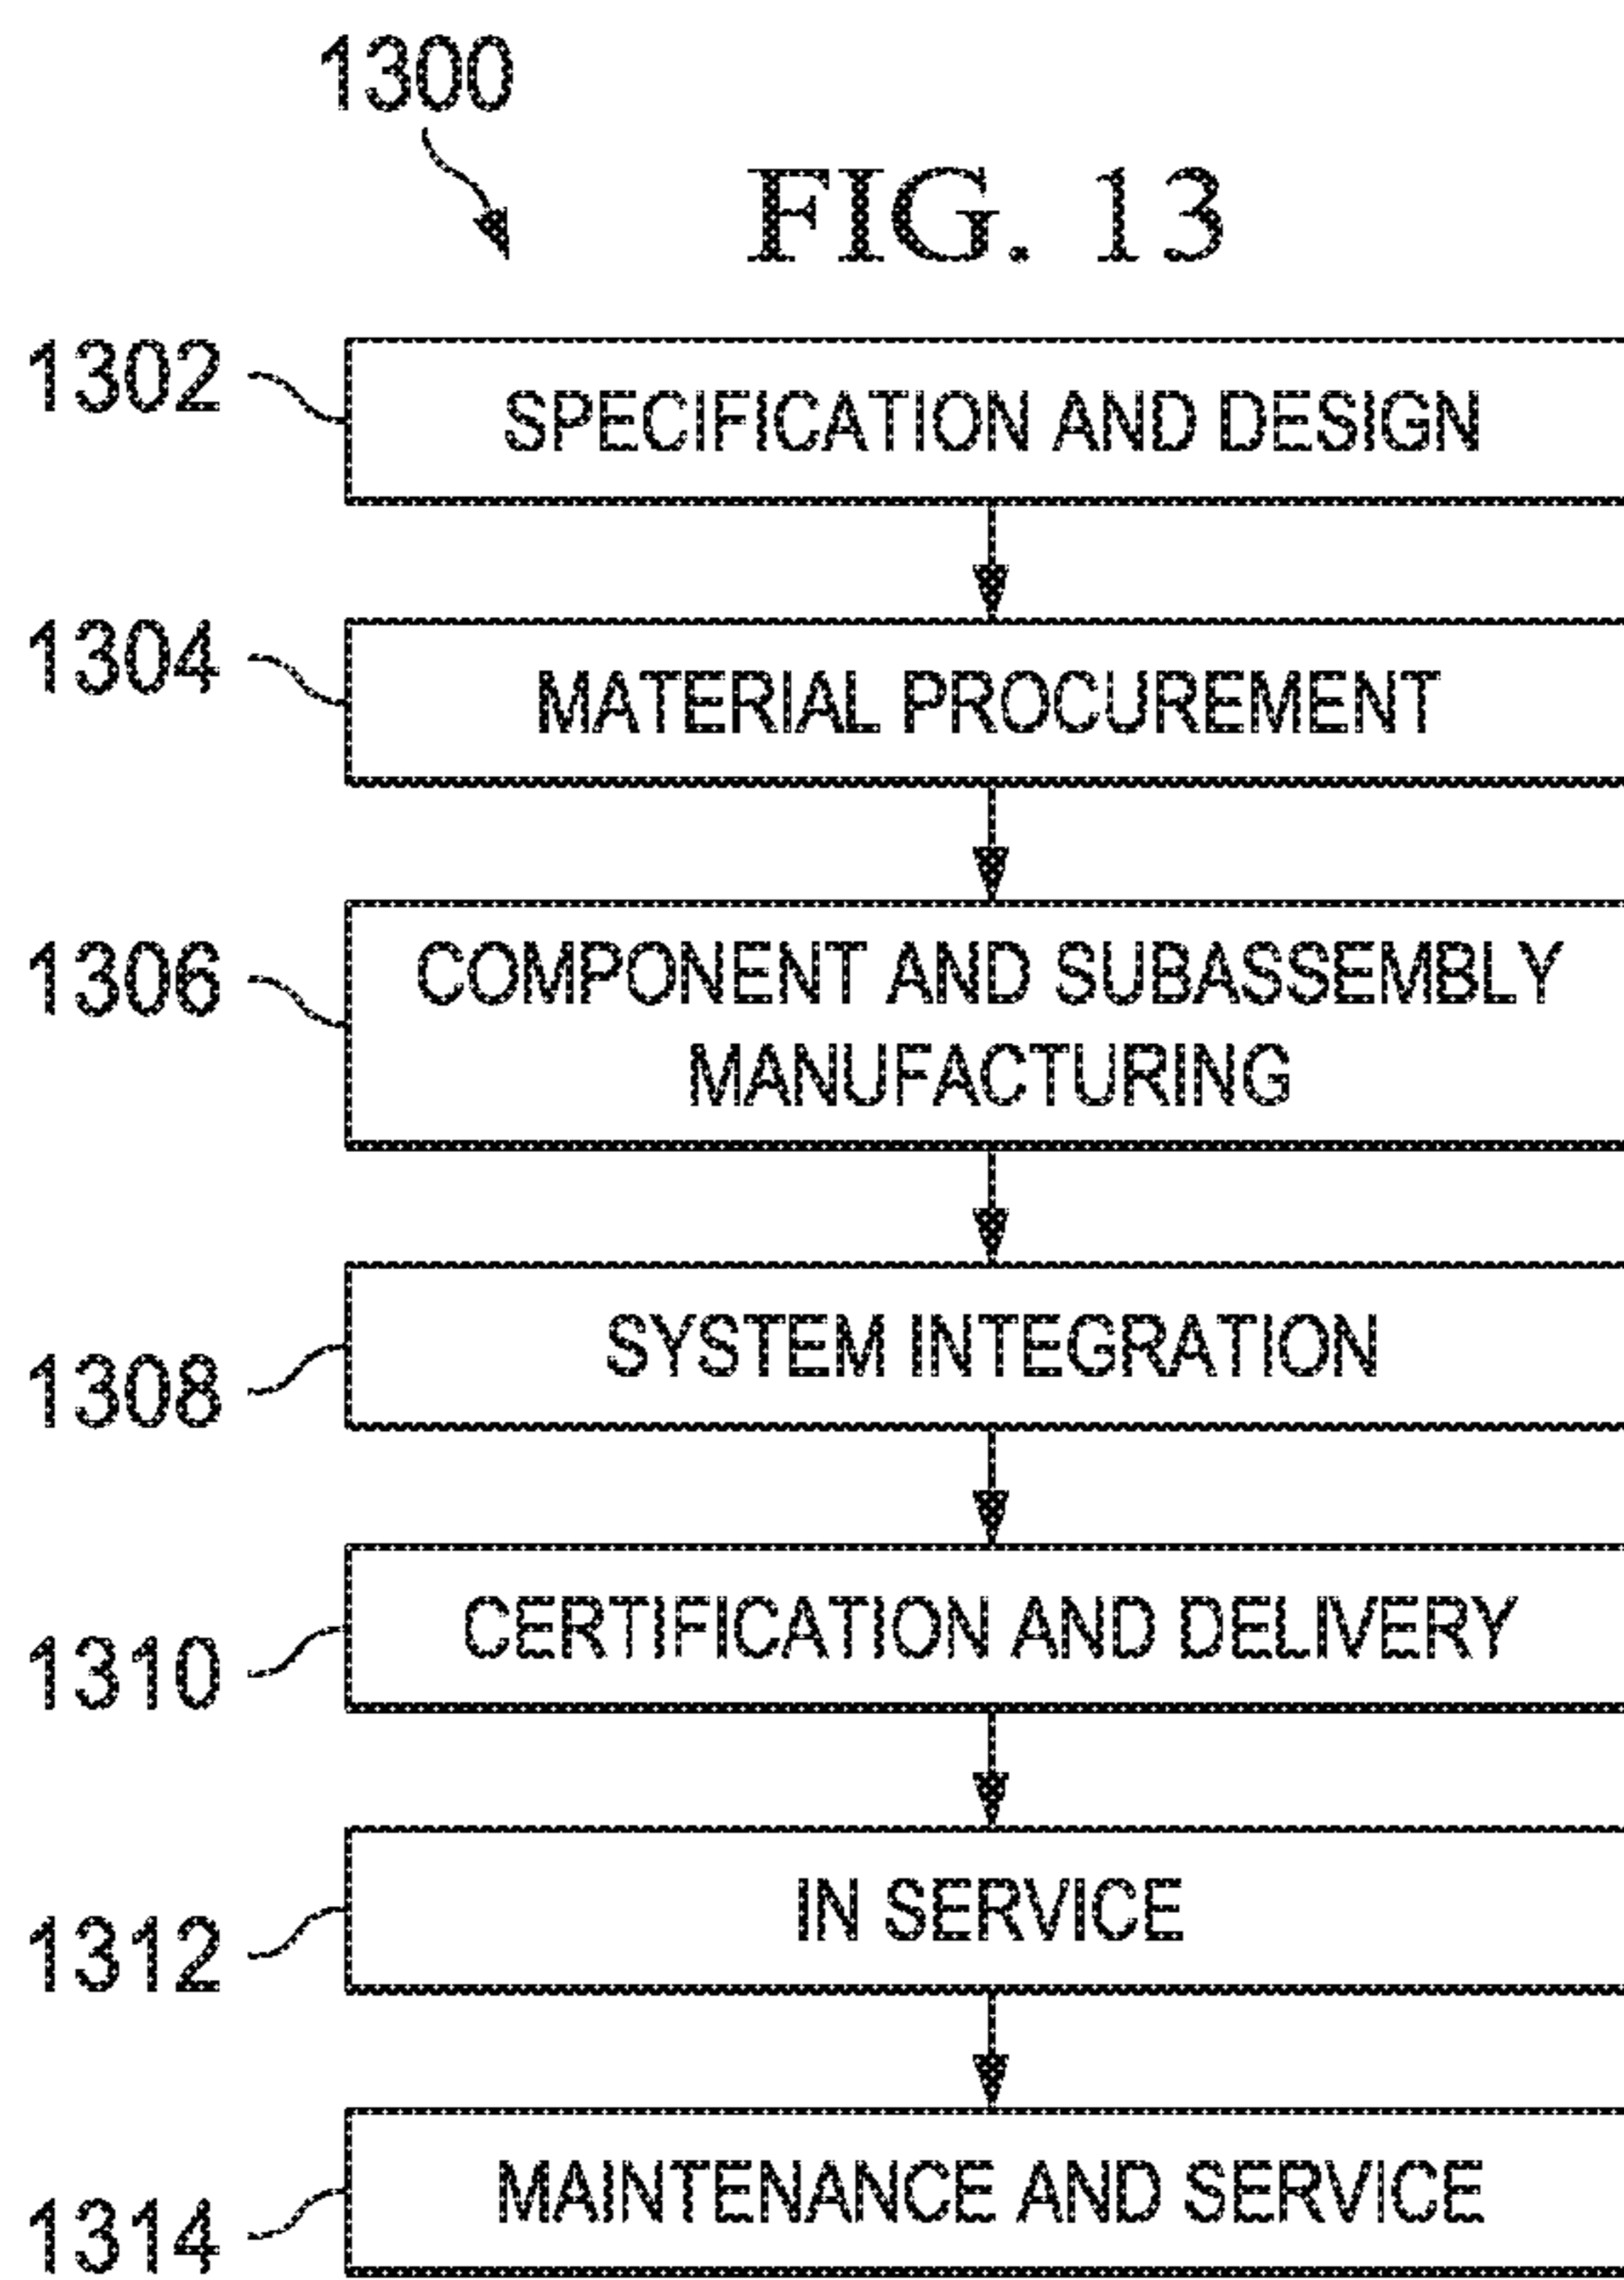 1300
FIG. 13
1302
SPECIFICATION AND DESIGN
1304
MATERIAL PROCUREMENT
1306
COMPONENT AND SUBASSEMBLY
MANUFACTURING
1308
SYSTEM INTEGRATION
1310
CERTIFICATION AND DELIVERY
1312
IN SERVICE
1314
MAINTENANCE AND SERVICE